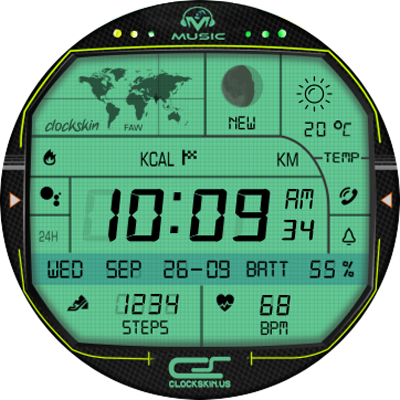 MUSIC
clockskin
FAW
NEW
20 °C
KCAL KM
TEMP
10:09 AM
34
24H
WED SEP 26-09 BATT 55%
1234
STEPS
68
BPM
CS
CLOCKSKIN.US